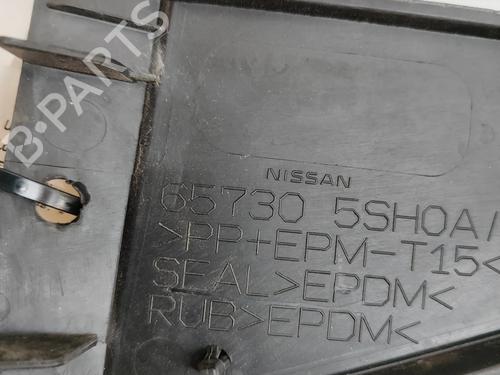 B-PARTS
NISSAN
65730 5SH0A/
>PP+EPM-T15<
SEAL>EPDM<
RUB>EPDM<